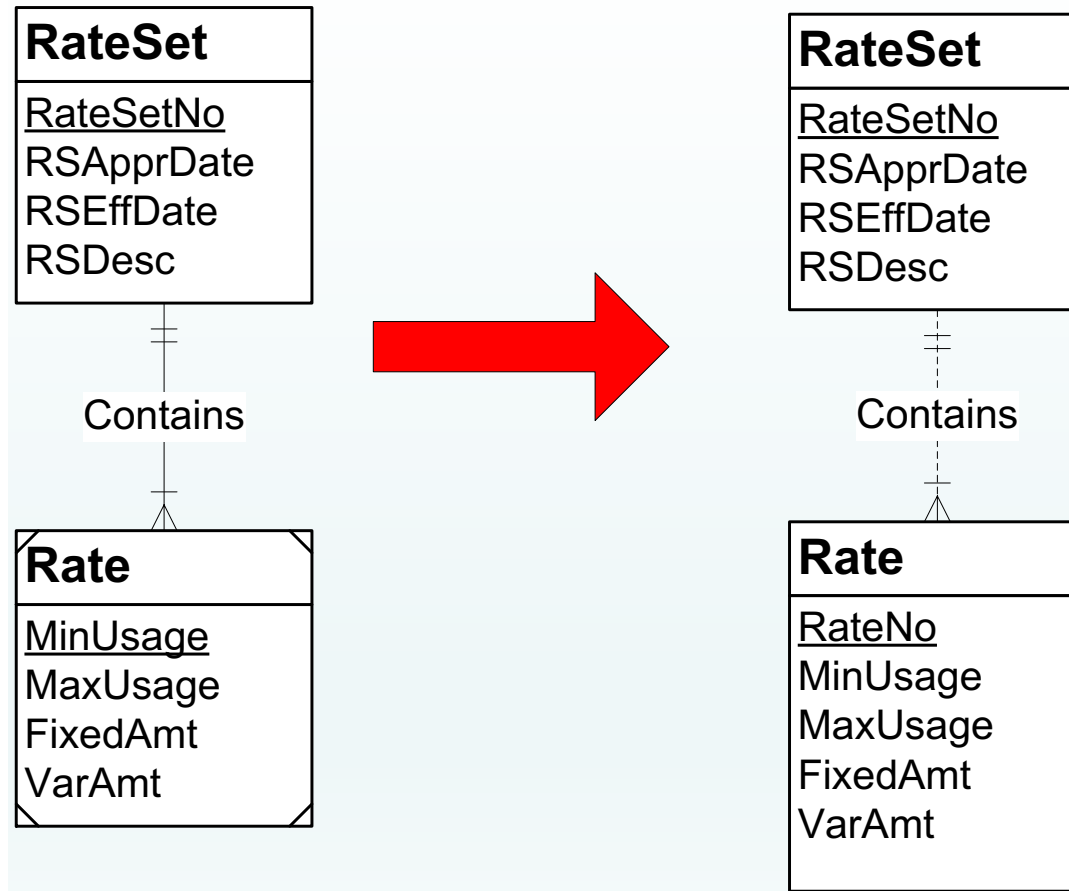 RateSet
RateSetNo
RSApprDate
RSEffDate
RSDesc
Contains
Rate
MinUsage
MaxUsage
FixedAmt
VarAmt
RateSet
RateSetNo
RSApprDate
RSEffDate
RSDesc
Contains
Rate
RateNo
MinUsage
MaxUsage
FixedAmt
VarAmt